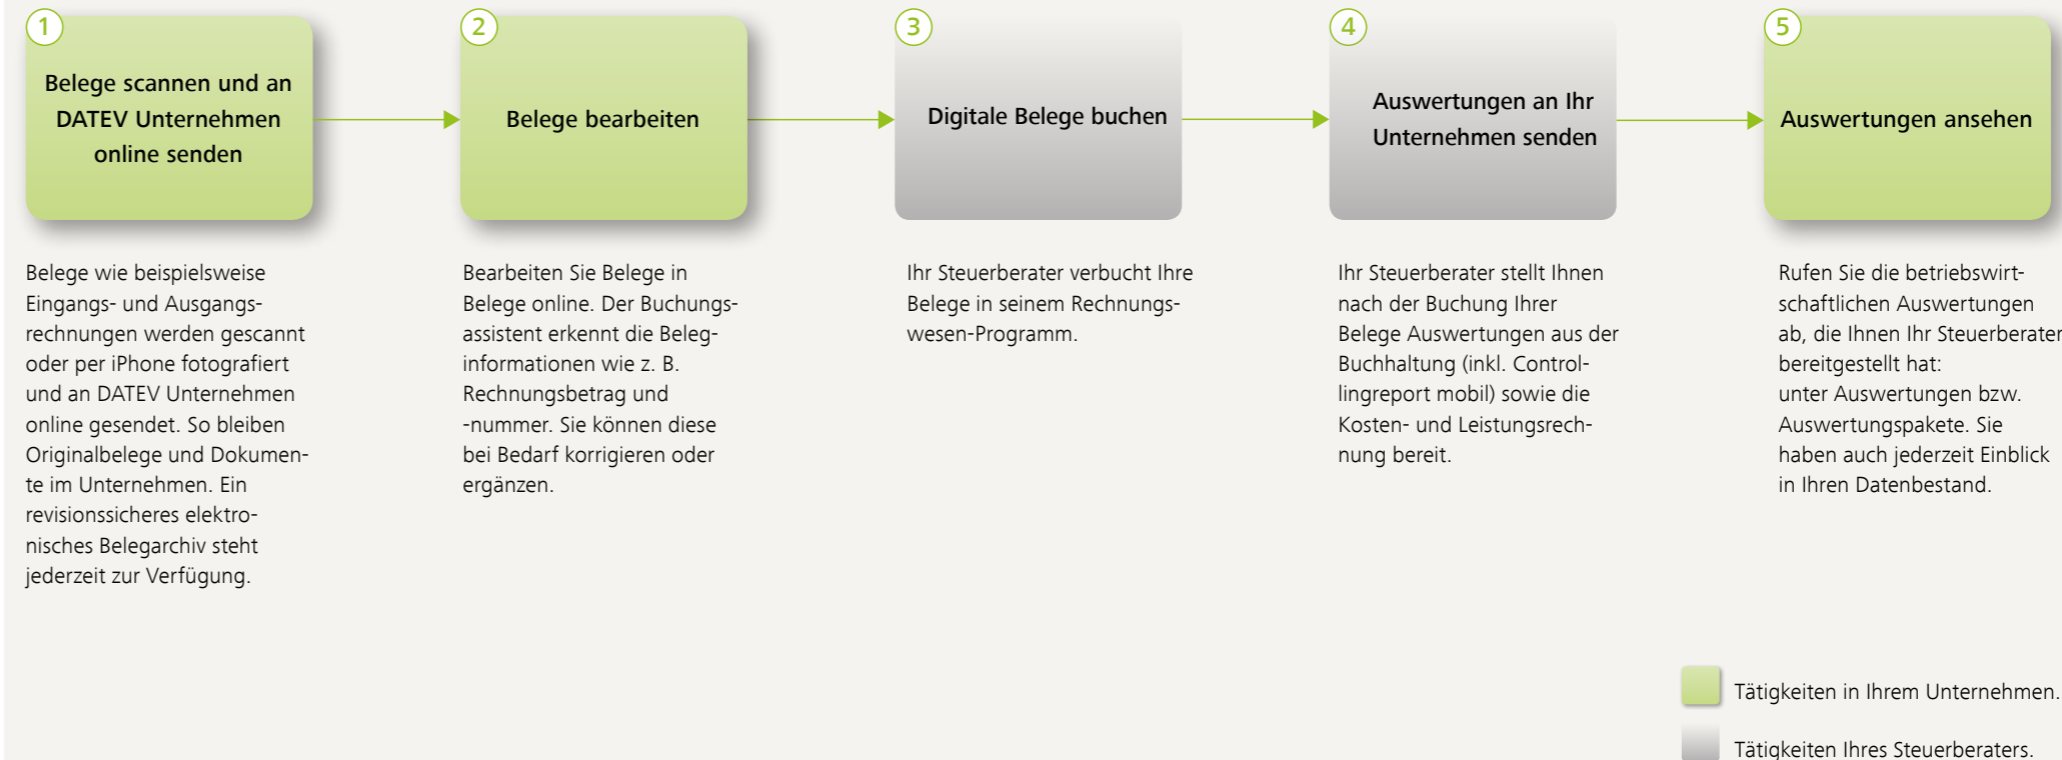 1
Belege scannen und an
DATEV Unternehmen
online senden
2
Belege bearbeiten
3
Digitale Belege buchen
4
Auswertungen an Ihr
Unternehmen senden
5
Auswertungen ansehen
Belege wie beispielsweise
Eingangs- und Ausgangs-
rechnungen werden gescannt
oder per iPhone fotografiert
und an DATEV Unternehmen
online gesendet. So bleiben
Originalbelege und Dokumen-
te im Unternehmen. Ein
revisionssicheres elektro-
nisches Belegarchiv steht
jederzeit zur Verfügung.
Bearbeiten Sie Belege in
Belege online. Der Buchungs-
assistent erkennt die Beleg-
informationen wie z. B.
Rechnungsbetrag und
-nummer. Sie können diese
bei Bedarf korrigieren oder
ergänzen.
Ihr Steuerberater verbucht Ihre
Belege in seinem Rechnungs-
wesen-Programm.
Ihr Steuerberater stellt Ihnen
nach der Buchung Ihrer
Belege Auswertungen aus der
Buchhaltung (inkl. Control-
lingreport mobil) sowie die
Kosten- und Leistungsrech-
nung bereit.
Rufen Sie die betriebswirt-
schaftlichen Auswertungen
ab, die Ihnen Ihr Steuerberater
bereitgestellt hat:
unter Auswertungen bzw.
Auswertungspakete. Sie
haben auch jederzeit Einblick
in Ihren Datenbestand.
Tätigkeiten in Ihrem Unternehmen.
Tätigkeiten Ihres Steuerberaters.